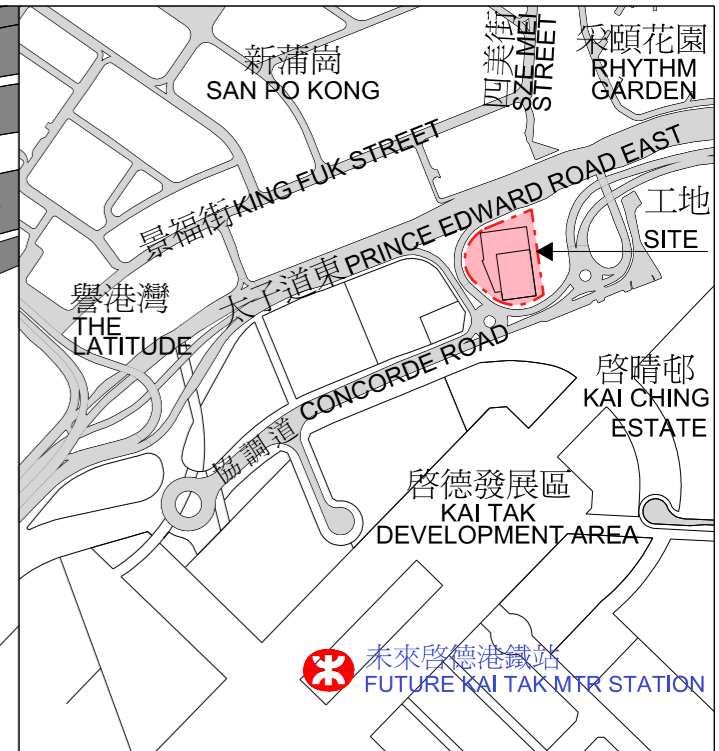 新蒲崗
SAN PO KONG
四美街
SZE MEI
STREET
采頤花園
RHYTHM
GARDEN
景福街 KING FUK STREET
太子道東 PRINCE EDWARD ROAD EAST
工地
SITE
譽港灣
THE
LATITUDE
協調道 CONCORDE ROAD
啓晴邨
KAI CHING
ESTATE
啓德發展區
KAI TAK
DEVELOPMENT AREA
未來啓德港鐵站
FUTURE KAI TAK MTR STATION